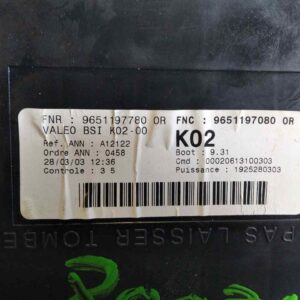 FNR : 9651197780 OR FNC : 9651197080 OR
VALEO BSI K02-00 K02
Ref. ANN : A12122
Ordre ANN : 0458 Boot : 9.31
28/03/03 12:36 Cmd : 00020613100303
Controle : 3 5 Puissance : 1925280303
PAS LAISSER TOMBE